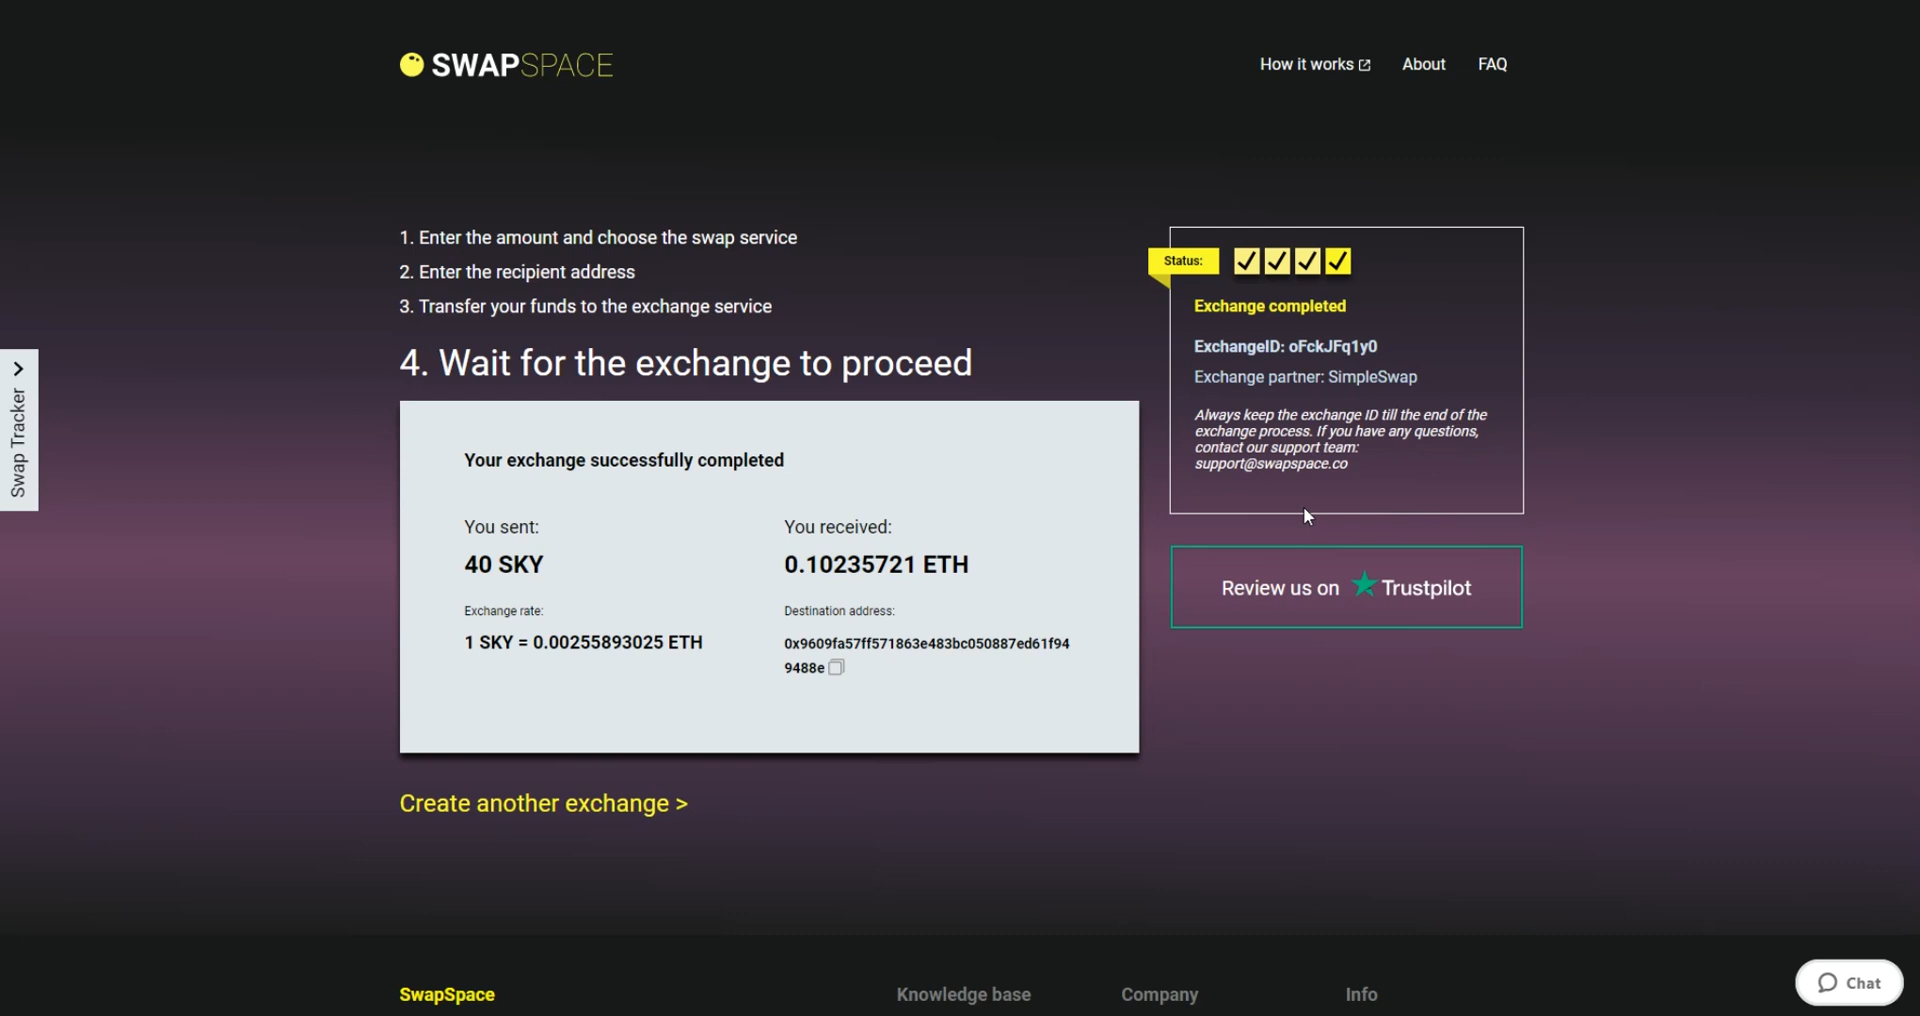 SWAPSPACE
How it works
About
FAQ
1. Enter the amount and choose the swap service
2. Enter the recipient address
3. Transfer your funds to the exchange service
4. Wait for the exchange to proceed
Swap Tracker
Your exchange successfully completed
You sent:
40 SKY
Exchange rate:
1 SKY = 0.00255893025 ETH
You received:
0.10235721 ETH
Destination address:
0x9609fa57ff571863e483bc050887ed61f94
9488e
Create another exchange >
Status:
Exchange completed
ExchangeID: oFckJFq1y0
Exchange partner: SimpleSwap
Always keep the exchange ID till the end of the
exchange process. If you have any questions,
contact our support team:
support@swapspace.co
Review us on Trustpilot
SwapSpace
Knowledge base
Company
Info
Chat